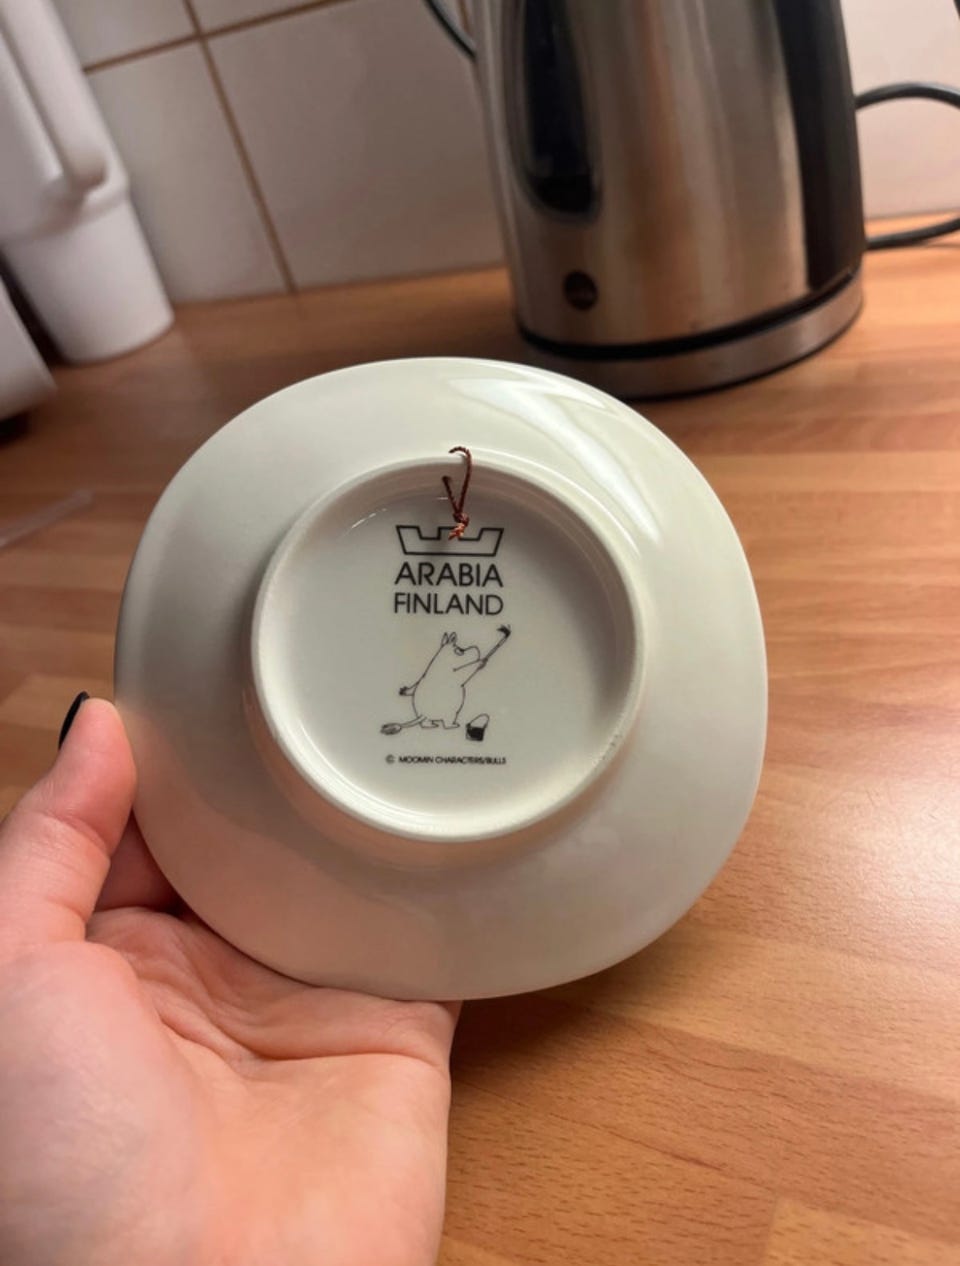 ARABIA
FINLAND
© MOOMIN CHARACTERS/BULLS